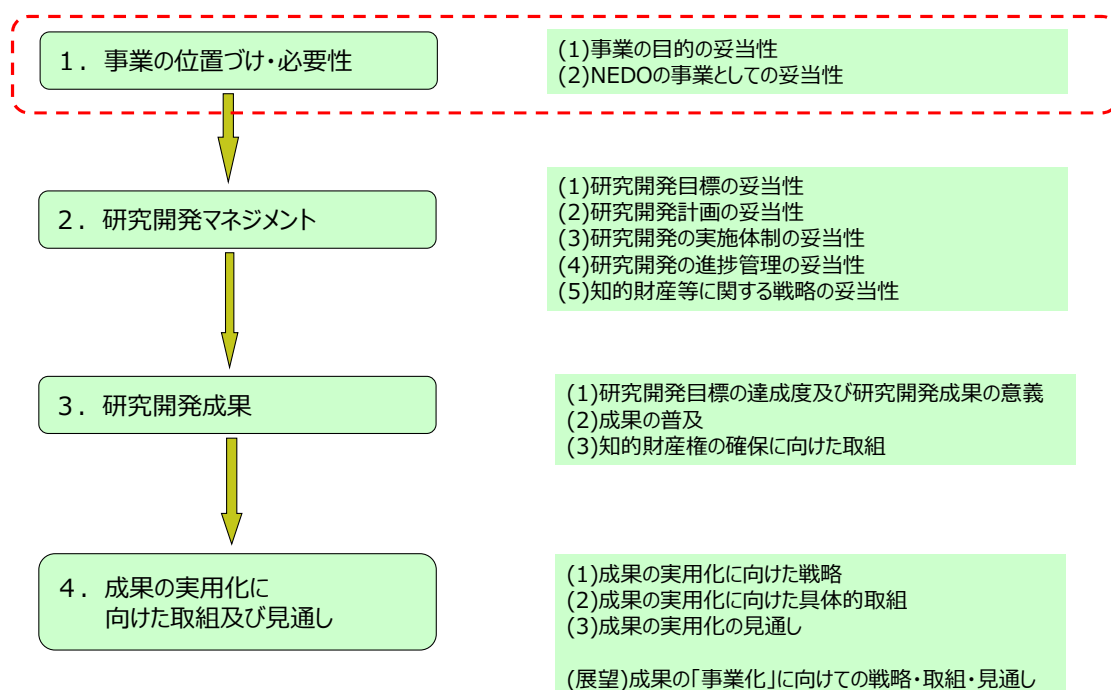 １．事業の位置づけ・必要性
(1)事業の目的の妥当性
(2)NEDOの事業としての妥当性
２．研究開発マネジメント
(1)研究開発目標の妥当性
(2)研究開発計画の妥当性
(3)研究開発の実施体制の妥当性
(4)研究開発の進捗管理の妥当性
(5)知的財産等に関する戦略の妥当性
３．研究開発成果
(1)研究開発目標の達成度及び研究開発成果の意義
(2)成果の普及
(3)知的財産権の確保に向けた取組
４．成果の実用化に
向けた取組及び見通し
(1)成果の実用化に向けた戦略
(2)成果の実用化に向けた具体的取組
(3)成果の実用化の見通し
(展望)成果の「事業化」に向けての戦略・取組・見通し